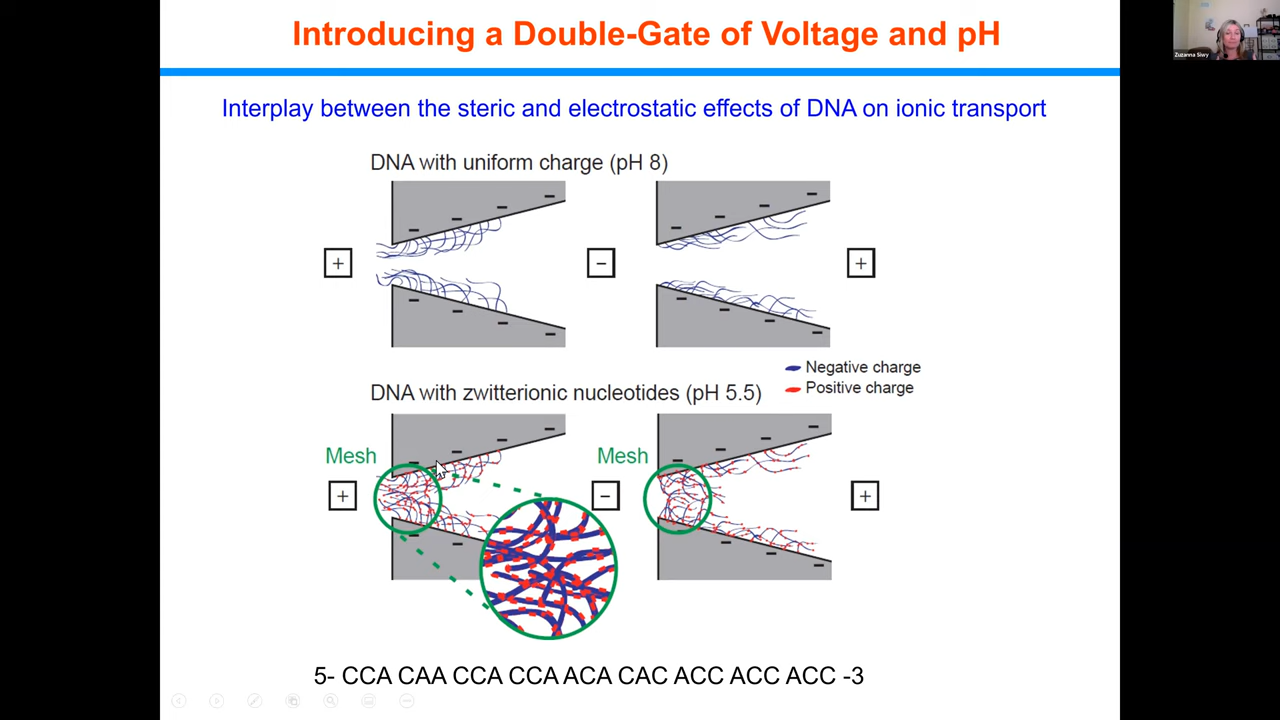 Introducing a Double-Gate of Voltage and pH
Zuzanna Siwy
Interplay between the steric and electrostatic effects of DNA on ionic transport
DNA with uniform charge (pH 8)
+
−
+
Negative charge
Positive charge
DNA with zwitterionic nucleotides (pH 5.5)
Mesh
Mesh
+
−
+
5- CCA CAA CCA CCA ACA CAC ACC ACC ACC -3